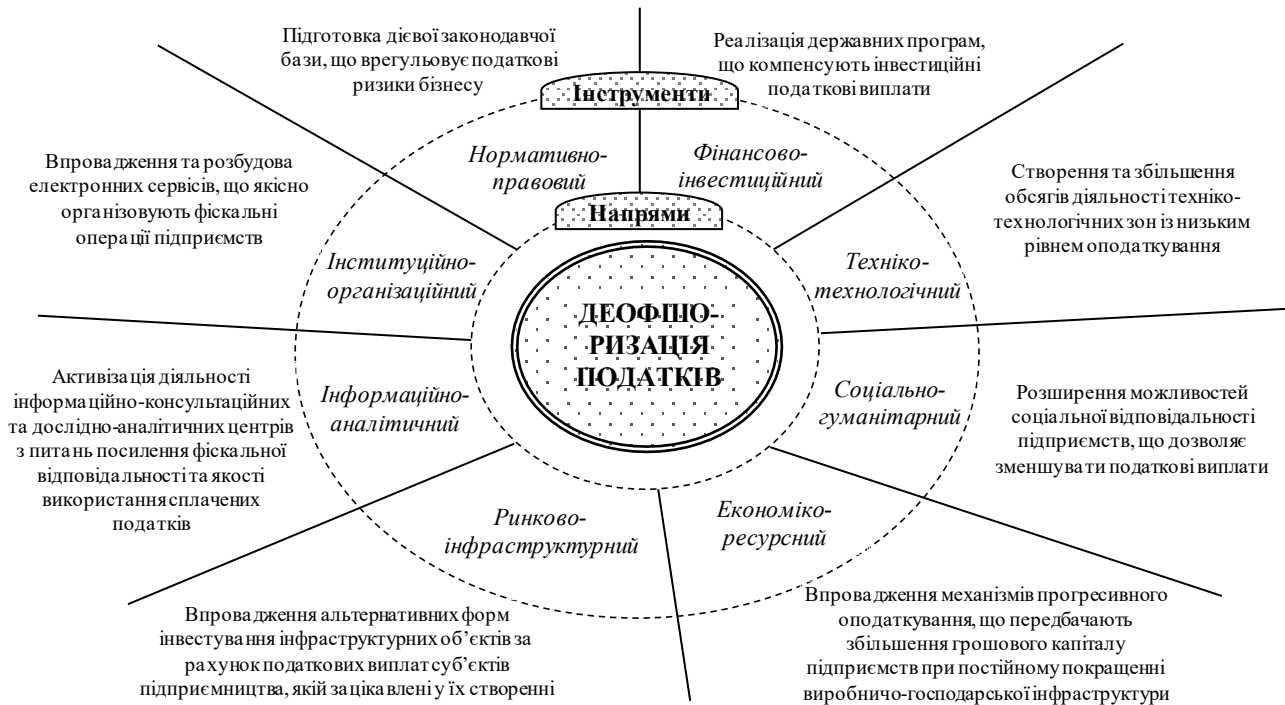 Підготовка дієвої законодавчої
бази, що врегульовує податкові
ризики бізнесу
Реалізація державних програм,
що компенсують інвестиційні
податкові виплати
Інструменти
Нормативно-
правовий
Фінансово-
інвестиційний
Впровадження та розбудова
електронних сервісів, що якісно
організовують фіскальні
операції підприємств
Створення та збільшення
обсягів діяльності техніко-
технологічних зон із низьким
рівнем оподаткування
Напрями
Інституційно-
організаційний
Техніко-
технологічний
ДЕОФШО-
РИЗАЦІЯ
ПОДАТКІВ
Активізація діяльності
інформаційно-консультаційних
та дослідно-аналітичних центрів
з питань посилення фіскальної
відповідальності та якості
використання сплачених
податків
Інформаційно-
аналітичний
Соціально-
гуманітарний
Розширення можливостей
соціальної відповідальності
підприємств, що дозволяє
зменшувати податкові виплати
Ринково-
інфраструктурний
Економіко-
ресурсний
Впровадження альтернативних форм
інвестування інфраструктурних об’єктів за
рахунок податкових виплат суб’єктів
підприємництва, якій зацікавлені у їх створенні
Впровадження механізмів прогресивного
оподаткування, що передбачають
збільшення грошового капіталу
підприємств при постійному покращенні
виробничо-господарської інфраструктури